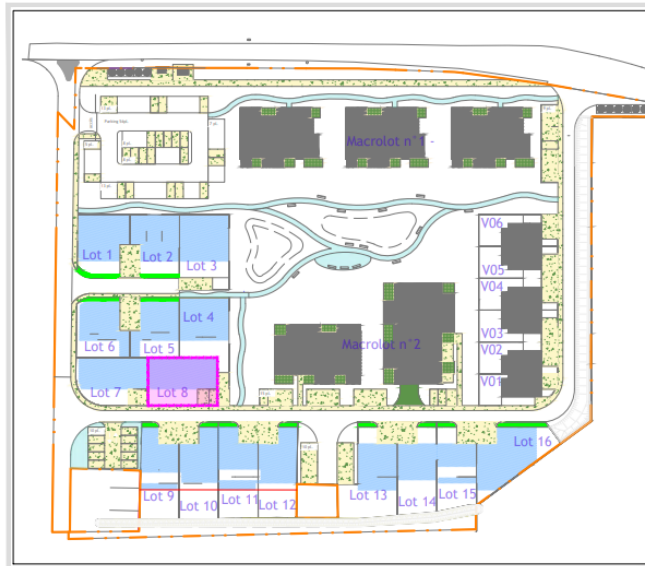 Macrolot n°1 -
Lot 1
Lot 2
Lot 3
V06
V05
V04
V03
V02
V01
Lot 4
Lot 5
Lot 6
Macrolot n°2
Lot 7
Lot 8
Lot 16
Lot 9
Lot 10
Lot 11
Lot 12
Lot 13
Lot 14
Lot 15